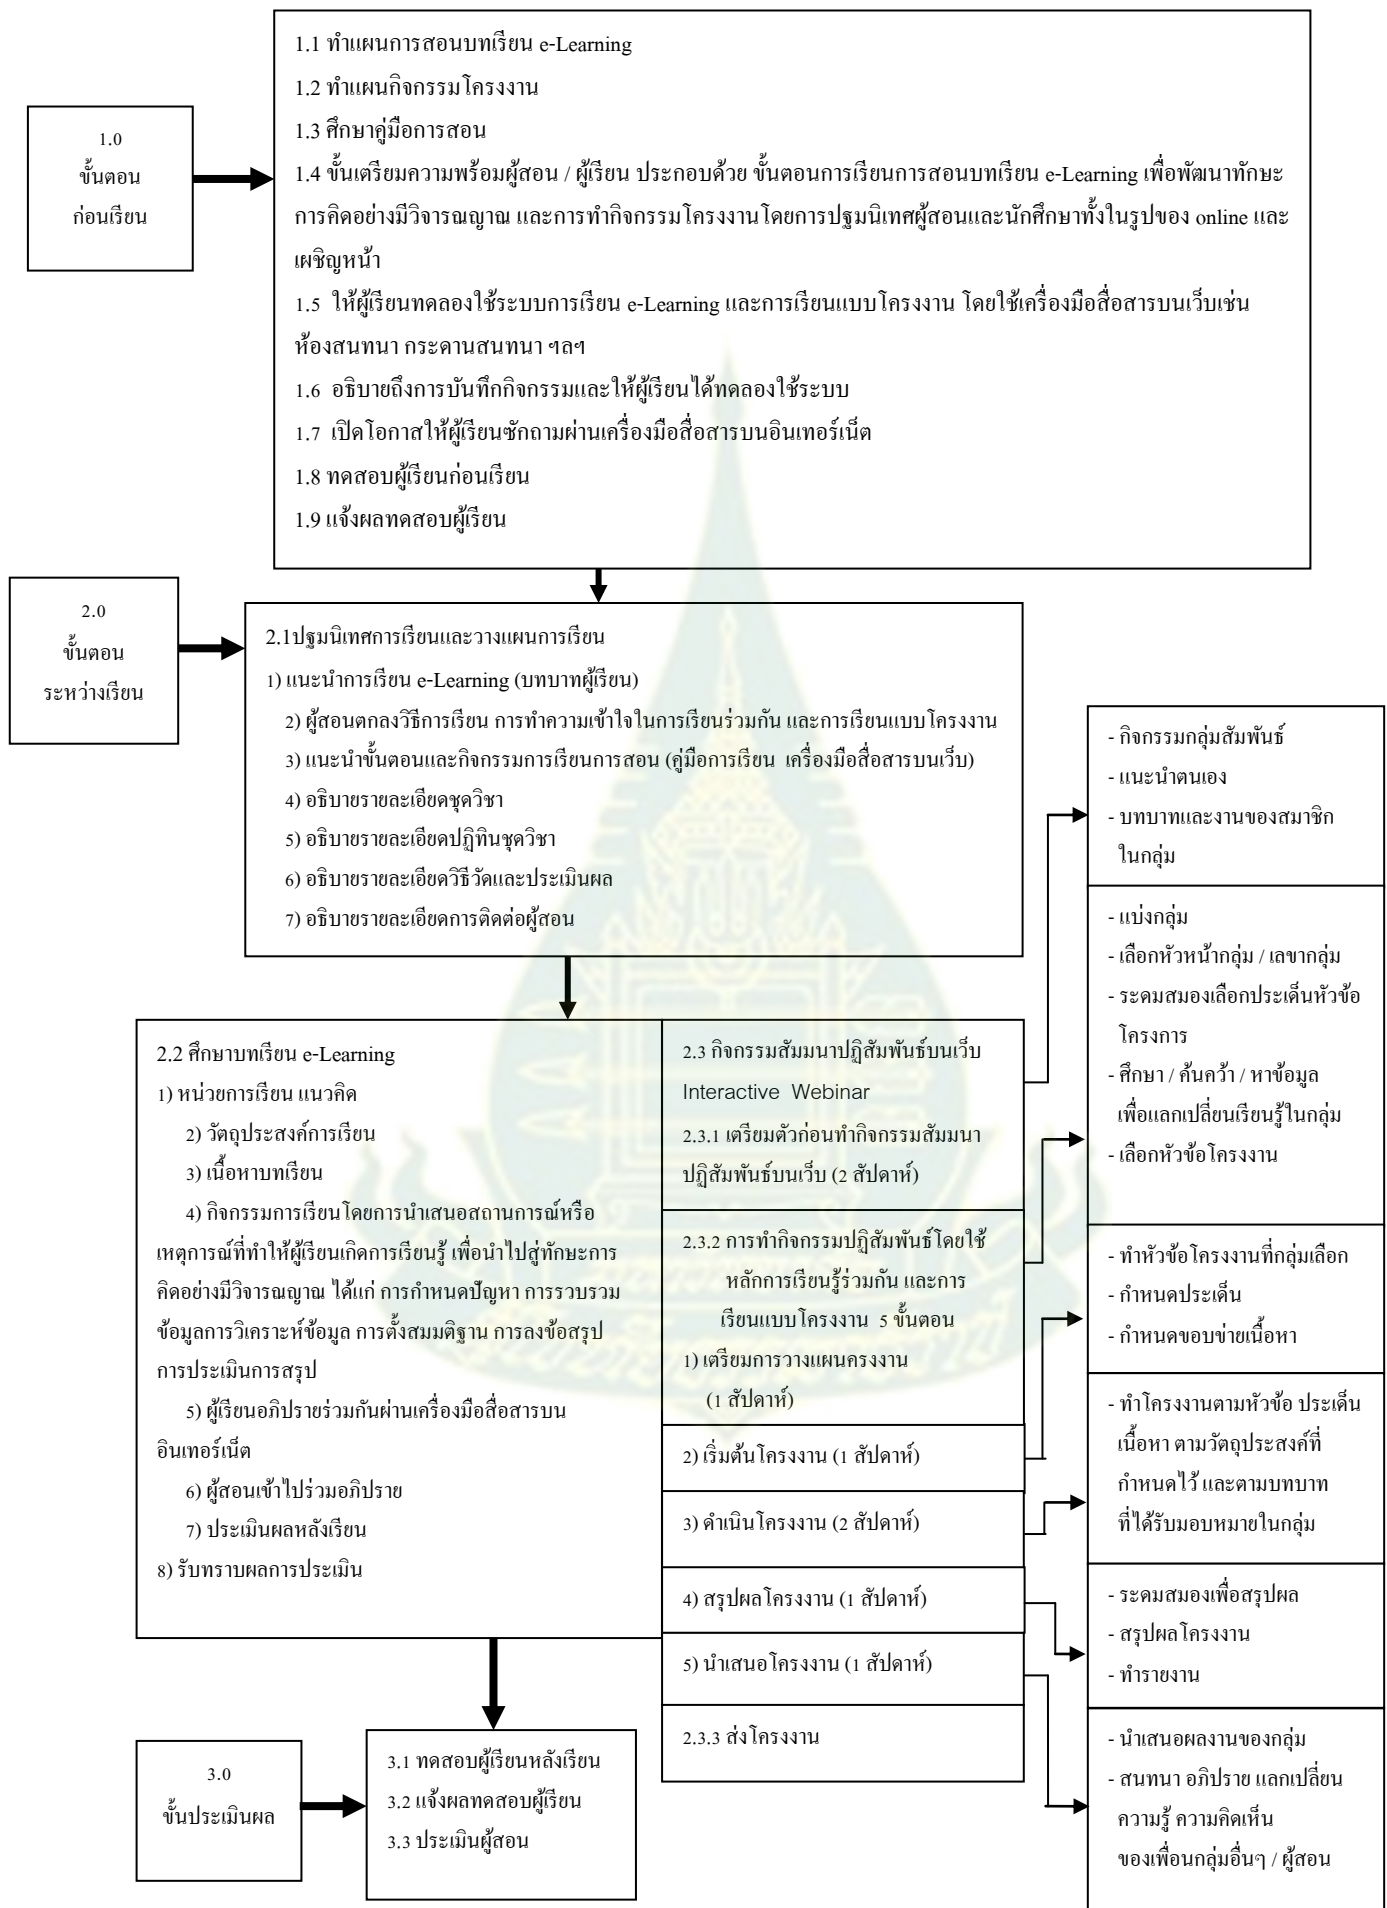 1.0
ขั้นตอน
ก่อนเรียน
1.1 ทำแผนการสอนบทเรียน e-Learning
1.2 ทำแผนกิจกรรมโครงงาน
1.3 ศึกษาคู่มือการสอน
1.4 ขั้นเตรียมความพร้อมผู้สอน / ผู้เรียน ประกอบด้วย ขั้นตอนการเรียนการสอนบทเรียน e-Learning เพื่อพัฒนาทักษะ
การคิดอย่างมีวิจารณญาณ และการทำกิจกรรมโครงงานโดยการปฐมนิเทศผู้สอนและนักศึกษาทั้งในรูปของ online และ
เผชิญหน้า
1.5 ให้ผู้เรียนทดลองใช้ระบบการเรียน e-Learning และการเรียนแบบโครงงาน โดยใช้เครื่องมือสื่อสารบนเว็บเช่น
ห้องสนทนา กระดานสนทนา ฯลฯ
1.6 อธิบายถึงการบันทึกกิจกรรมและให้ผู้เรียนได้ทดลองใช้ระบบ
1.7 เปิดโอกาสให้ผู้เรียนซักถามผ่านเครื่องมือสื่อสารบนอินเทอร์เน็ต
1.8 ทดสอบผู้เรียนก่อนเรียน
1.9 แจ้งผลทดสอบผู้เรียน
2.0
ขั้นตอน
ระหว่างเรียน
2.1ปฐมนิเทศการเรียนและวางแผนการเรียน
1) แนะนำการเรียน e-Learning (บทบาทผู้เรียน)
2) ผู้สอนตกลงวิธีการเรียน การทำความเข้าใจในการเรียนร่วมกัน และการเรียนแบบโครงงาน
3) แนะนำขั้นตอนและกิจกรรมการเรียนการสอน (คู่มือการเรียน เครื่องมือสื่อสารบนเว็บ)
4) อธิบายรายละเอียดชุดวิชา
5) อธิบายรายละเอียดปฏิทินชุดวิชา
6) อธิบายรายละเอียดวิธีวัดและประเมินผล
7) อธิบายรายละเอียดการติดต่อผู้สอน
2.2 ศึกษาบทเรียน e-Learning
1) หน่วยการเรียน แนวคิด
2) วัตถุประสงค์การเรียน
3) เนื้อหาบทเรียน
4) กิจกรรมการเรียนโดยการนำเสนอสถานการณ์หรือ
เหตุการณ์ที่ทำให้ผู้เรียนเกิดการเรียนรู้ เพื่อนำไปสู่ทักษะการ
คิดอย่างมีวิจารณญาณ ได้แก่ การกำหนดปัญหา การรวบรวม
ข้อมูลการวิเคราะห์ข้อมูล การตั้งสมมติฐาน การลงข้อสรุป
การประเมินการสรุป
5) ผู้เรียนอภิปรายร่วมกันผ่านเครื่องมือสื่อสารบน
อินเทอร์เน็ต
6) ผู้สอนเข้าไปร่วมอภิปราย
7) ประเมินผลหลังเรียน
8) รับทราบผลการประเมิน
2.3 กิจกรรมสัมมนาปฏิสัมพันธ์บนเว็บ
Interactive Webinar
2.3.1 เตรียมตัวก่อนทำกิจกรรมสัมมนา
ปฏิสัมพันธ์บนเว็บ (2 สัปดาห์)
2.3.2 การทำกิจกรรมปฏิสัมพันธ์โดยใช้
หลักการเรียนรู้ร่วมกัน และการ
เรียนแบบโครงงาน 5 ขั้นตอน
1) เตรียมการวางแผนครงงาน
(1 สัปดาห์)
2) เริ่มต้นโครงงาน (1 สัปดาห์)
3) ดำเนินโครงงาน (2 สัปดาห์)
4) สรุปผลโครงงาน (1 สัปดาห์)
5) นำเสนอโครงงาน (1 สัปดาห์)
2.3.3 ส่งโครงงาน
- กิจกรรมกลุ่มสัมพันธ์
- แนะนำตนเอง
- บทบาทและงานของสมาชิก
ในกลุ่ม
- แบ่งกลุ่ม
- เลือกหัวหน้ากลุ่ม / เลขากลุ่ม
- ระดมสมองเลือกประเด็นหัวข้อ
โครงการ
- ศึกษา / ค้นคว้า / หาข้อมูล
เพื่อแลกเปลี่ยนเรียนรู้ในกลุ่ม
- เลือกหัวข้อโครงงาน
- ทำหัวข้อโครงงานที่กลุ่มเลือก
- กำหนดประเด็น
- กำหนดขอบข่ายเนื้อหา
- ทำโครงงานตามหัวข้อ ประเด็น
เนื้อหา ตามวัตถุประสงค์ที่
กำหนดไว้ และตามบทบาท
ที่ได้รับมอบหมายในกลุ่ม
- ระดมสมองเพื่อสรุปผล
- สรุปผลโครงงาน
- ทำรายงาน
- นำเสนอผลงานของกลุ่ม
- สนทนา อภิปราย แลกเปลี่ยน
ความรู้ ความคิดเห็น
ของเพื่อนกลุ่มอื่นๆ / ผู้สอน
3.0
ขั้นประเมินผล
3.1 ทดสอบผู้เรียนหลังเรียน
3.2 แจ้งผลทดสอบผู้เรียน
3.3 ประเมินผู้สอน